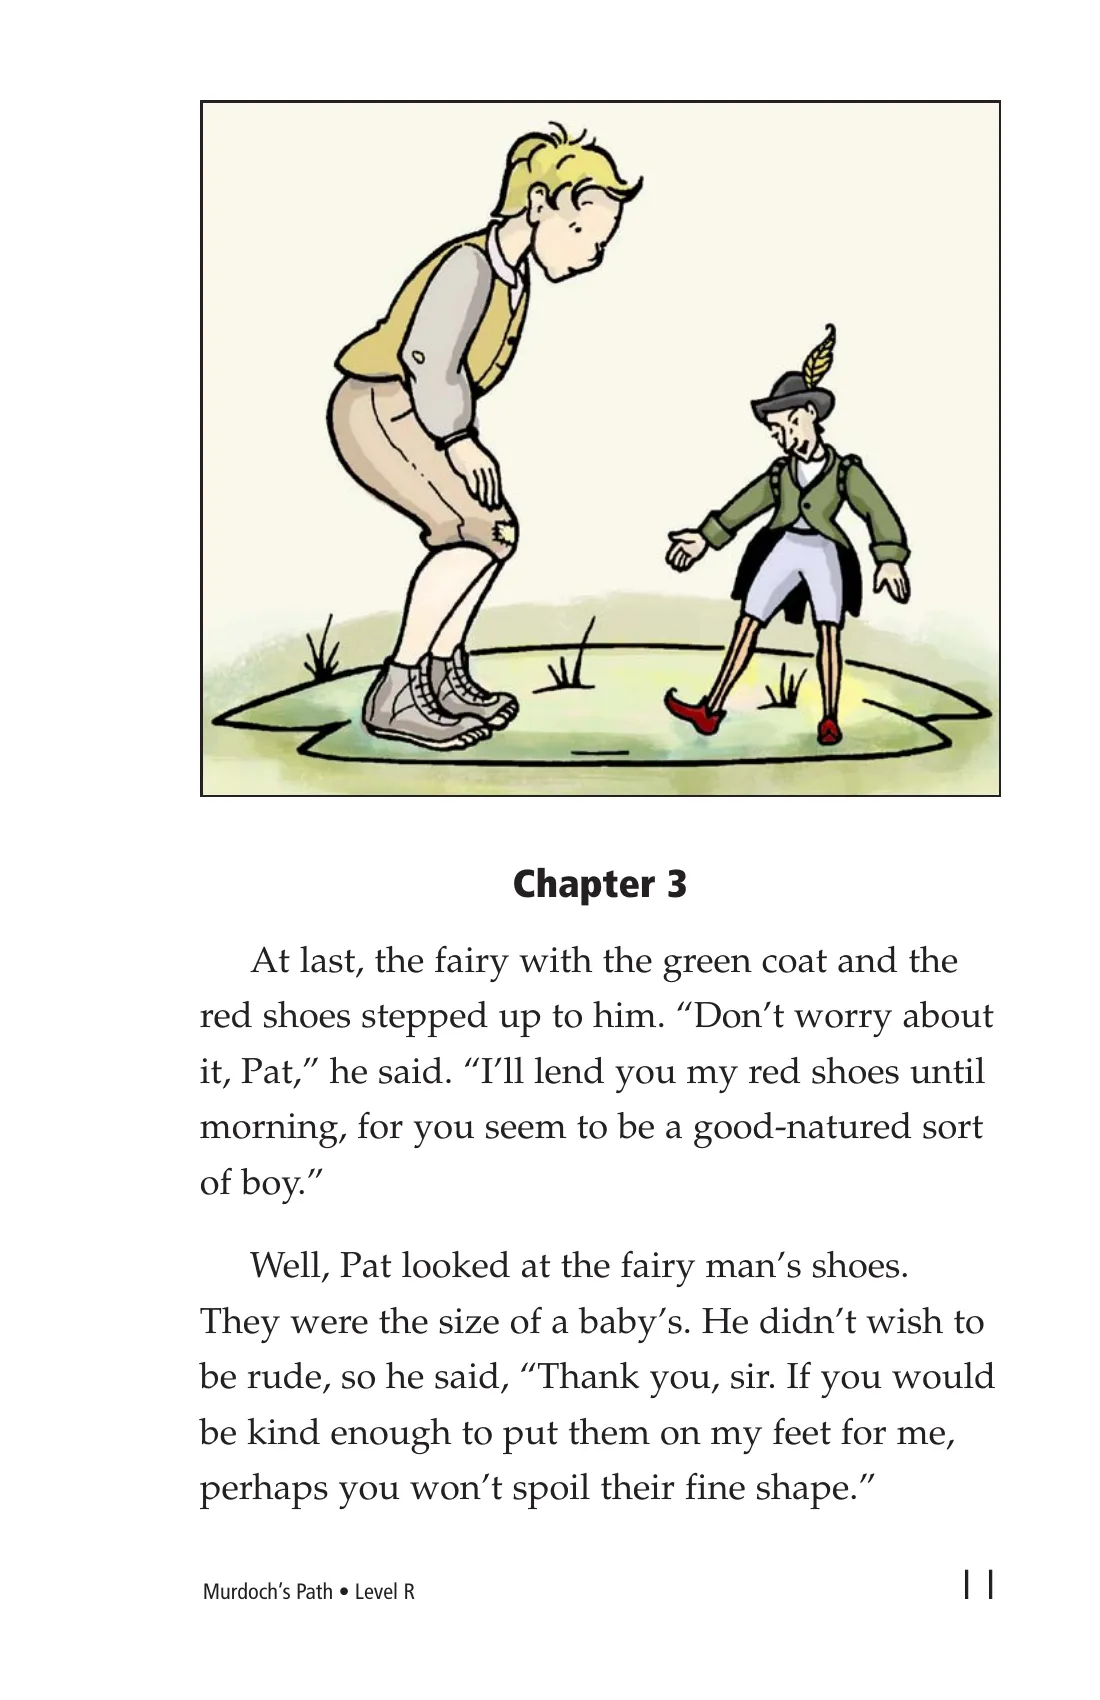 Chapter 3
At last, the fairy with the green coat and the
red shoes stepped up to him. “Don’t worry about
it, Pat,” he said. “I’ll lend you my red shoes until
morning, for you seem to be a good-natured sort
of boy.”
Well, Pat looked at the fairy man’s shoes.
They were the size of a baby’s. He didn’t wish to
be rude, so he said, “Thank you, sir. If you would
be kind enough to put them on my feet for me,
perhaps you won’t spoil their fine shape.”
Murdoch’s Path • Level R 11